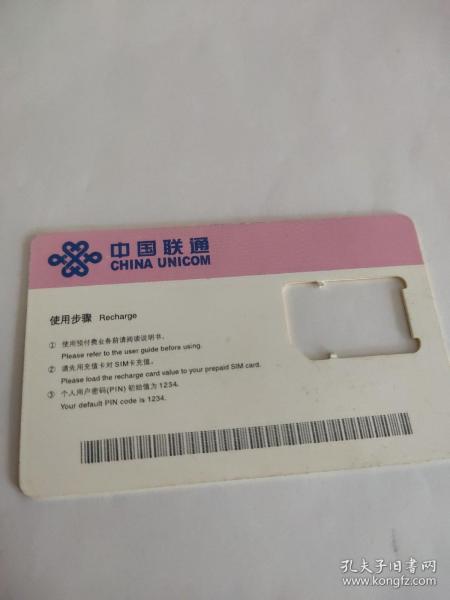 中国联通
CHINA UNICOM
使用步骤 Recharge
① 使用预付费业务前请阅读说明书。
Please refer to the user guide before using.
② 请先用充值卡对SIM卡充值。
Please load the recharge card value to your prepaid SIM card.
③ 个人用户密码(PIN)初始值为1234.
Your default PIN code is 1234.
孔夫子旧书网
www.kongfz.com